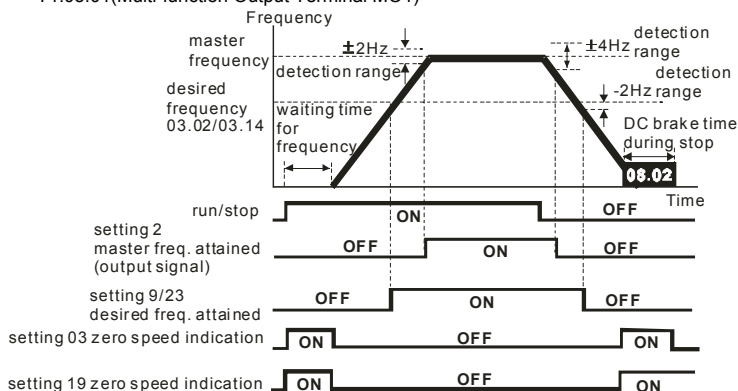 Pr.03.01(Multi-function Output Terminal MO1)
Frequency
master
frequency
±2Hz
detection range
±4Hz
detection
range
detection
range
-2Hz
desired
frequency
03.02/03.14
waiting time
for
frequency
DC brake time
during stop
08.02
Time
run/stop
ON
OFF
setting 2
master freq. attained
(output signal)
OFF
ON
OFF
setting 9/23
desired freq. attained
OFF
ON
OFF
setting 03 zero speed indication
ON
OFF
ON
setting 19 zero speed indication
ON
OFF
ON